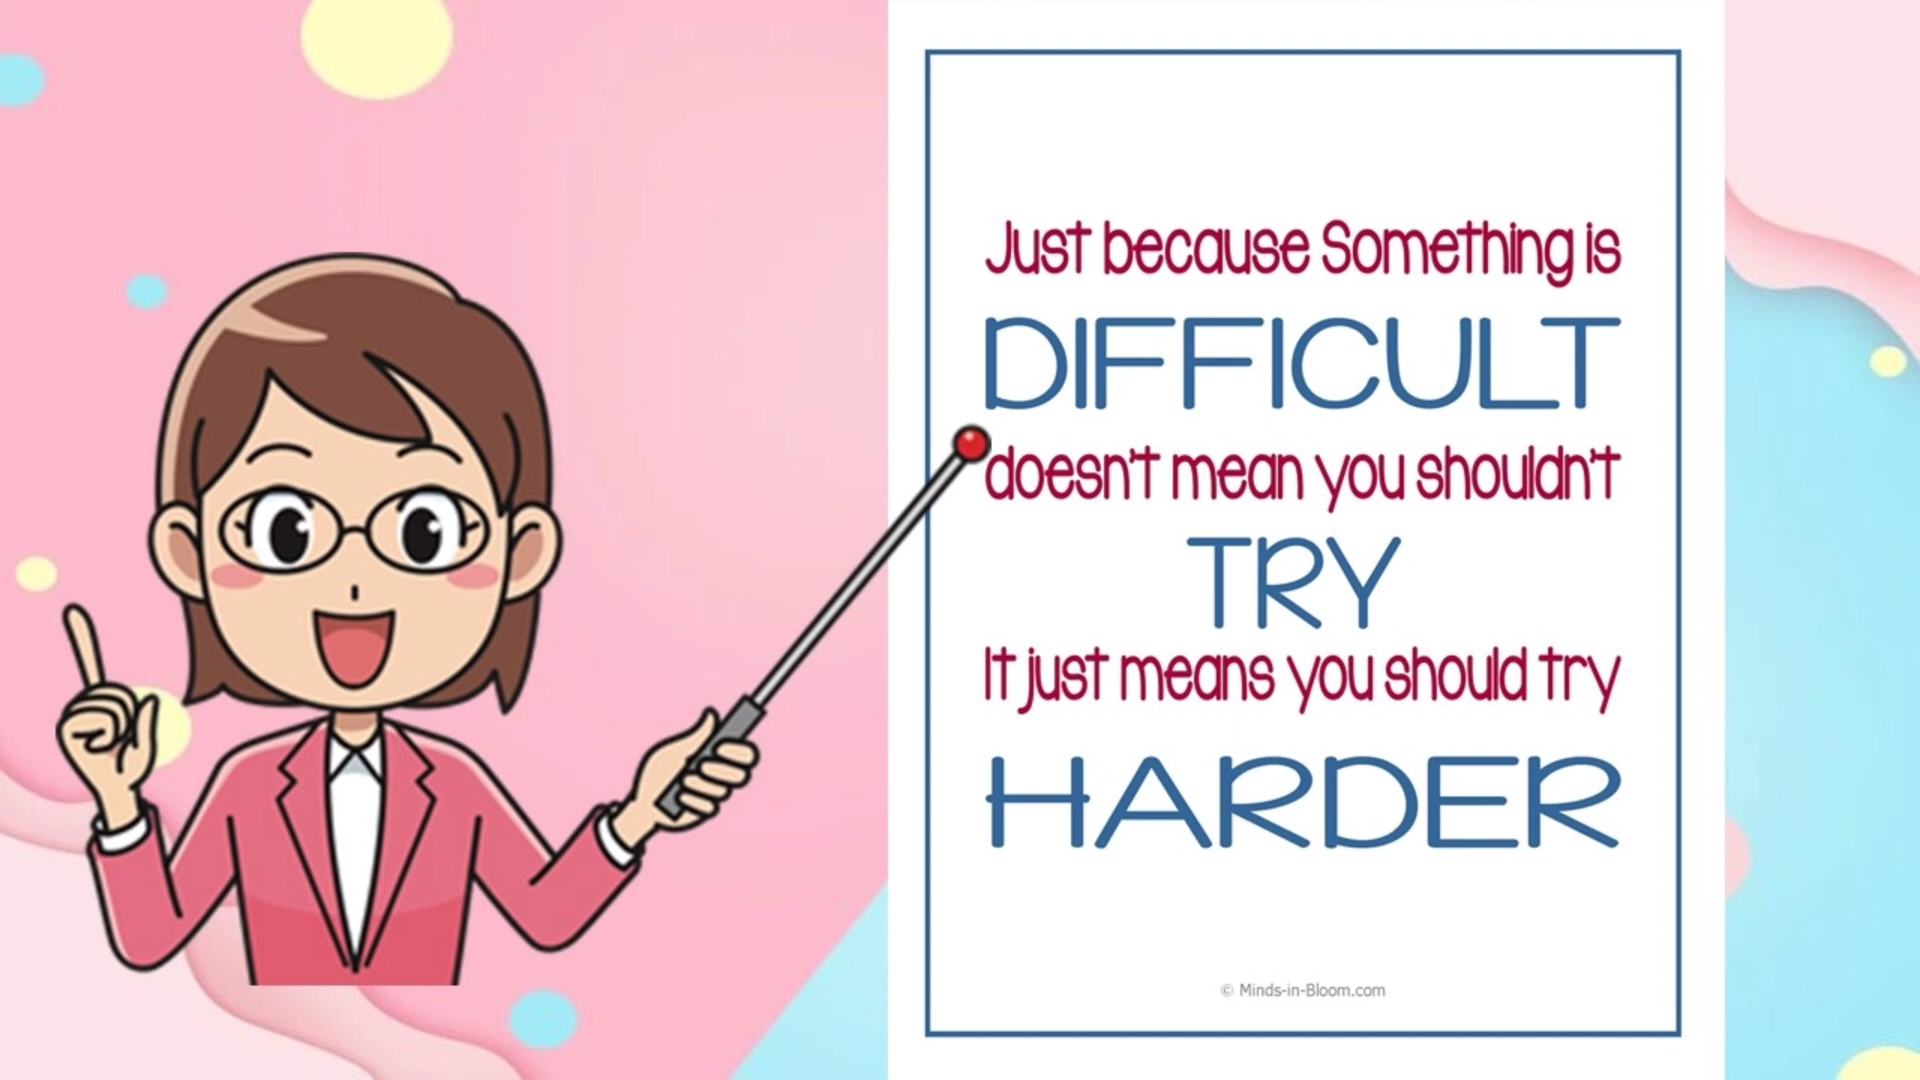 Just because Something is
DIFFICULT
doesn't mean you shouldn't
TRY
It just means you should try
HARDER
© Minds-in-Bloom.com